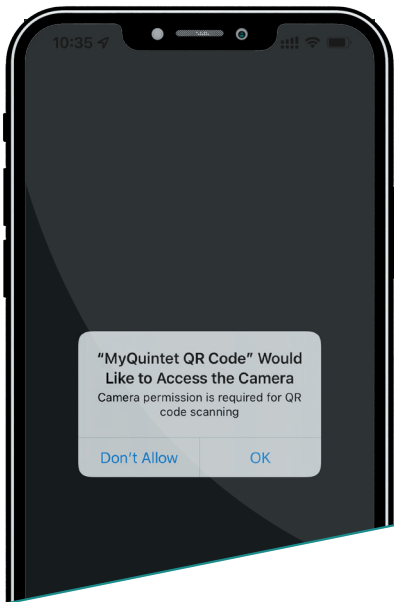 10:35
“MyQuintet QR Code” Would
Like to Access the Camera
Camera permission is required for QR
code scanning
Don’t Allow OK